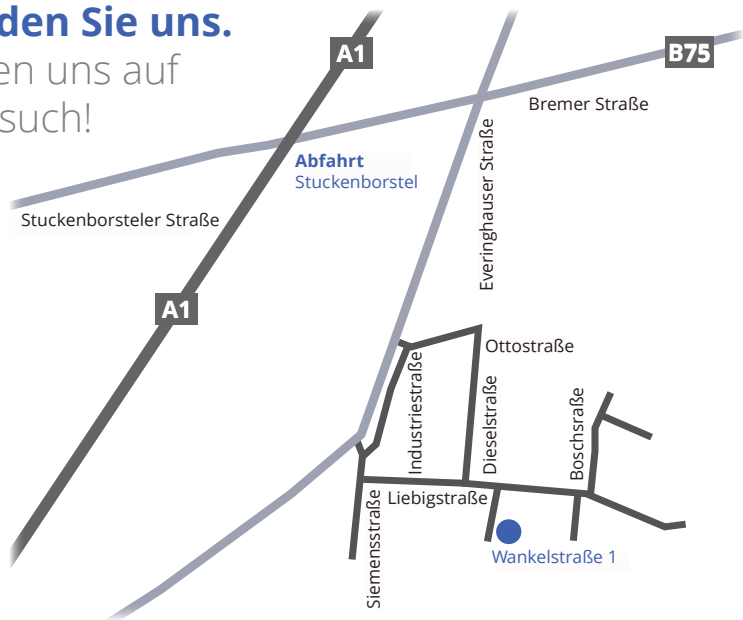 den Sie uns.
en uns auf
such!
A1
B75
Bremer Straße
Abfahrt
Stuckenborstel
Everinghauser Straße
Stuckenborsteler Straße
A1
Ottostraße
Industriestraße
Dieselstraße
Boschsraße
Liebigstraße
Siemensstraße
Wankelstraße 1